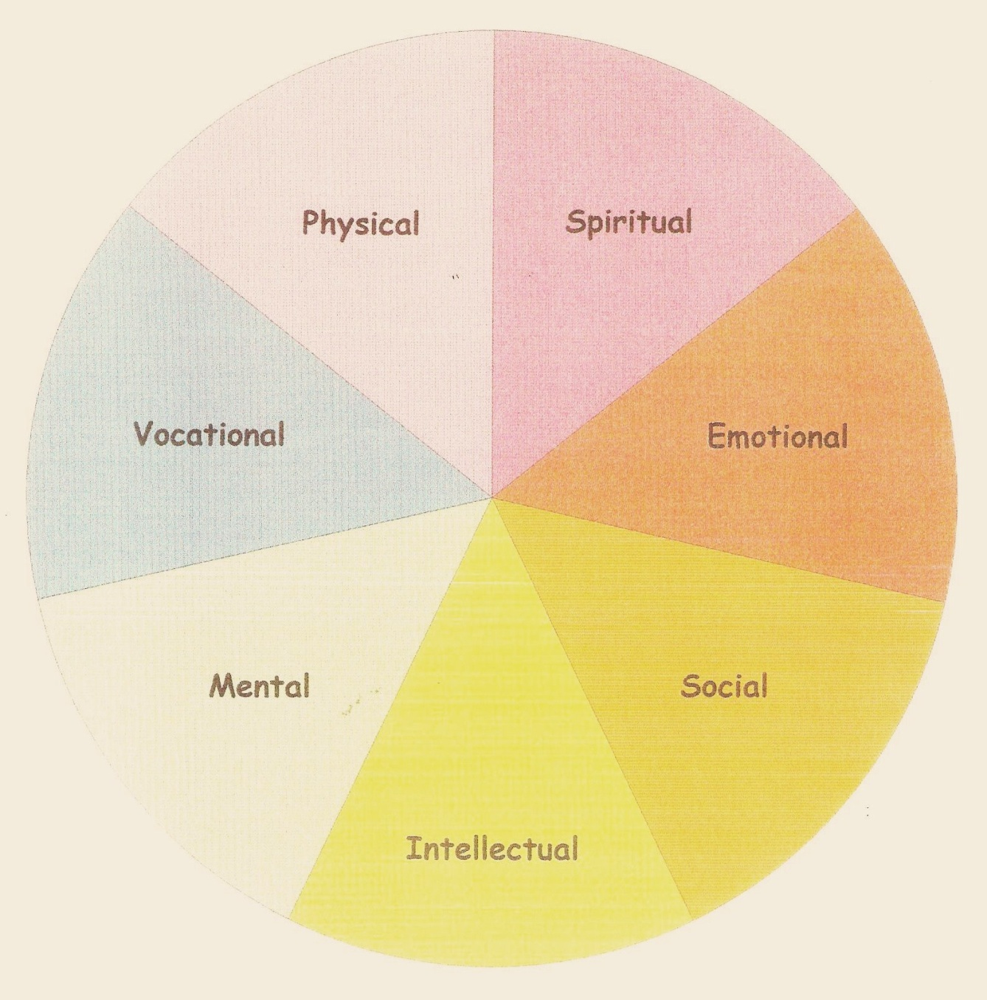 Physical
Spiritual
Vocational
Emotional
Mental
Social
Intellectual